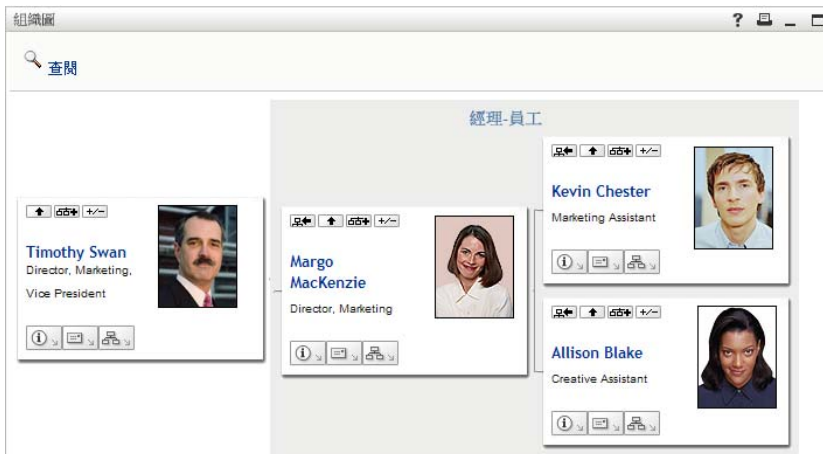 組織圖
?
查閱
經理-員工
+/−
Timothy Swan
Director, Marketing,
Vice President
+/−
Margo
MacKenzie
Director, Marketing
+/−
Kevin Chester
Marketing Assistant
+/−
Allison Blake
Creative Assistant